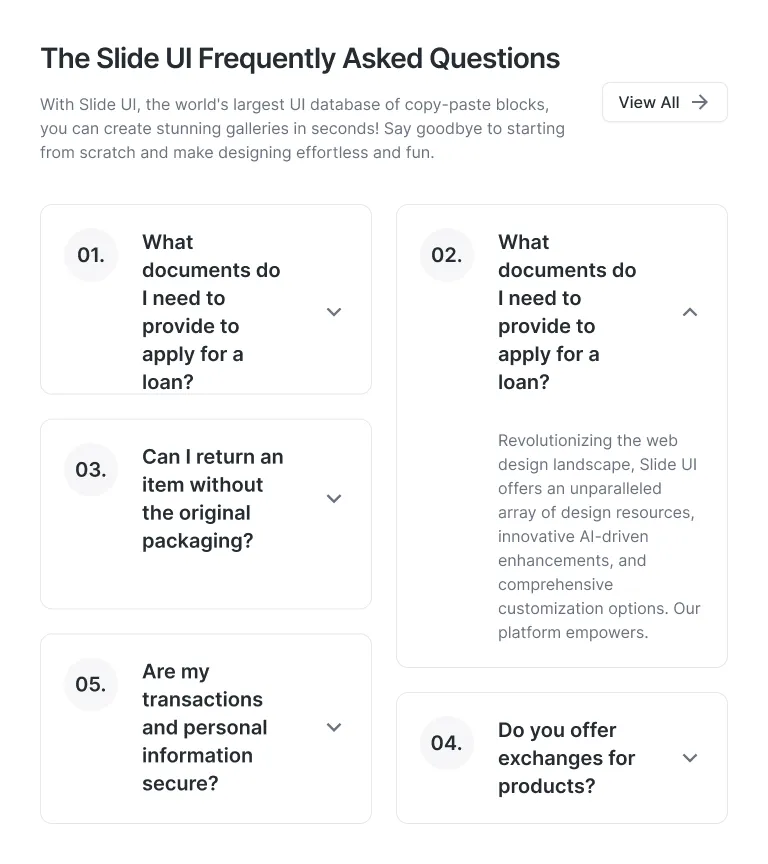 The Slide UI Frequently Asked Questions
With Slide UI, the world's largest UI database of copy-paste blocks,
you can create stunning galleries in seconds! Say goodbye to starting
from scratch and make designing effortless and fun.
View All
01.
What
documents do
I need to
provide to
apply for a
loan?
02.
What
documents do
I need to
provide to
apply for a
loan?
Revolutionizing the web
design landscape, Slide UI
offers an unparalleled
array of design resources,
innovative AI-driven
enhancements, and
comprehensive
customization options. Our
platform empowers.
03.
Can I return an
item without
the original
packaging?
04.
Do you offer
exchanges for
products?
05.
Are my
transactions
and personal
information
secure?